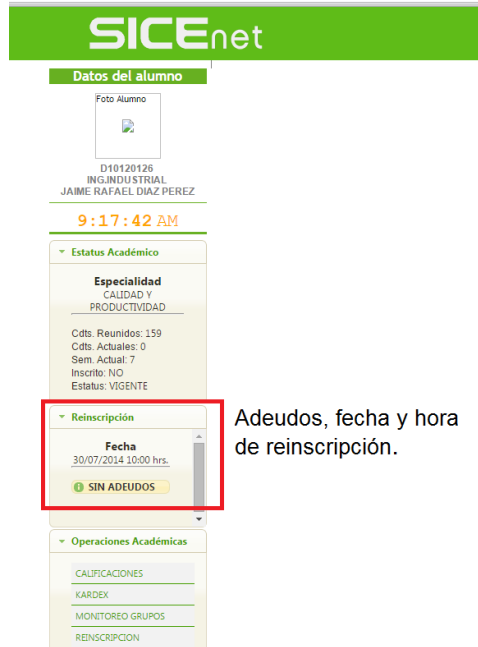 SICEnet
Datos del alumno
Foto Alumno
D10120126
ING.INDUSTRIAL
JAIME RAFAEL DIAZ PEREZ
9:17:42 AM
Estatus Académico
Especialidad
CALIDAD Y
PRODUCTIVIDAD
Cdts. Reunidos: 159
Cdts. Actuales: 0
Sem. Actual: 7
Inscrito: NO
Estatus: VIGENTE
Reinscripción
Fecha
30/07/2014 10:00 hrs.
SIN ADEUDOS
Adeudos, fecha y hora
de reinscripción.
Operaciones Académicas
CALIFICACIONES
KARDEX
MONITOREO GRUPOS
REINSCRIPCION